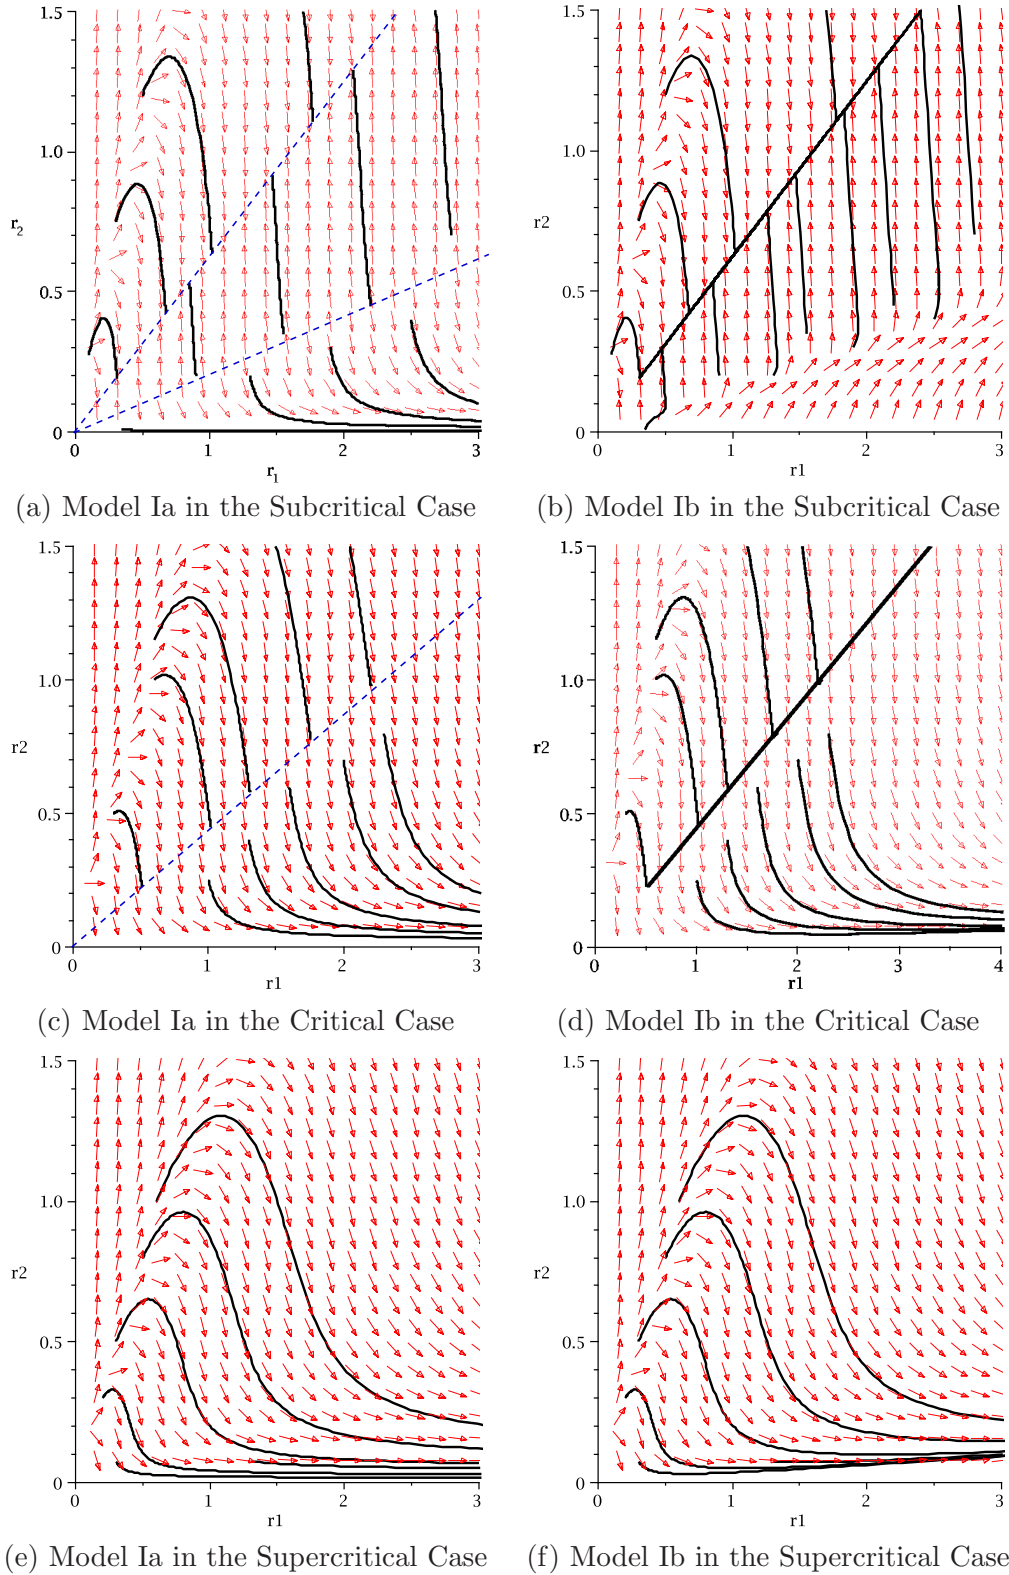 1.5
1.0
r₂
0.5
0
0 1 2 3
r₁
(a) Model Ia in the Subcritical Case
1.5
1.0
r2
0.5
0
0 1 2 3
r1
(b) Model Ib in the Subcritical Case
1.5
1.0
r2
0.5
0
0 1 2 3
r1
(c) Model Ia in the Critical Case
1.5
1.0
r2
0.5
0
0 1 2 3 4
r1
(d) Model Ib in the Critical Case
1.5
1.0
r2
0.5
0
0 1 2 3
r1
(e) Model Ia in the Supercritical Case
1.5
1.0
r2
0.5
0
0 1 2 3
r1
(f) Model Ib in the Supercritical Case